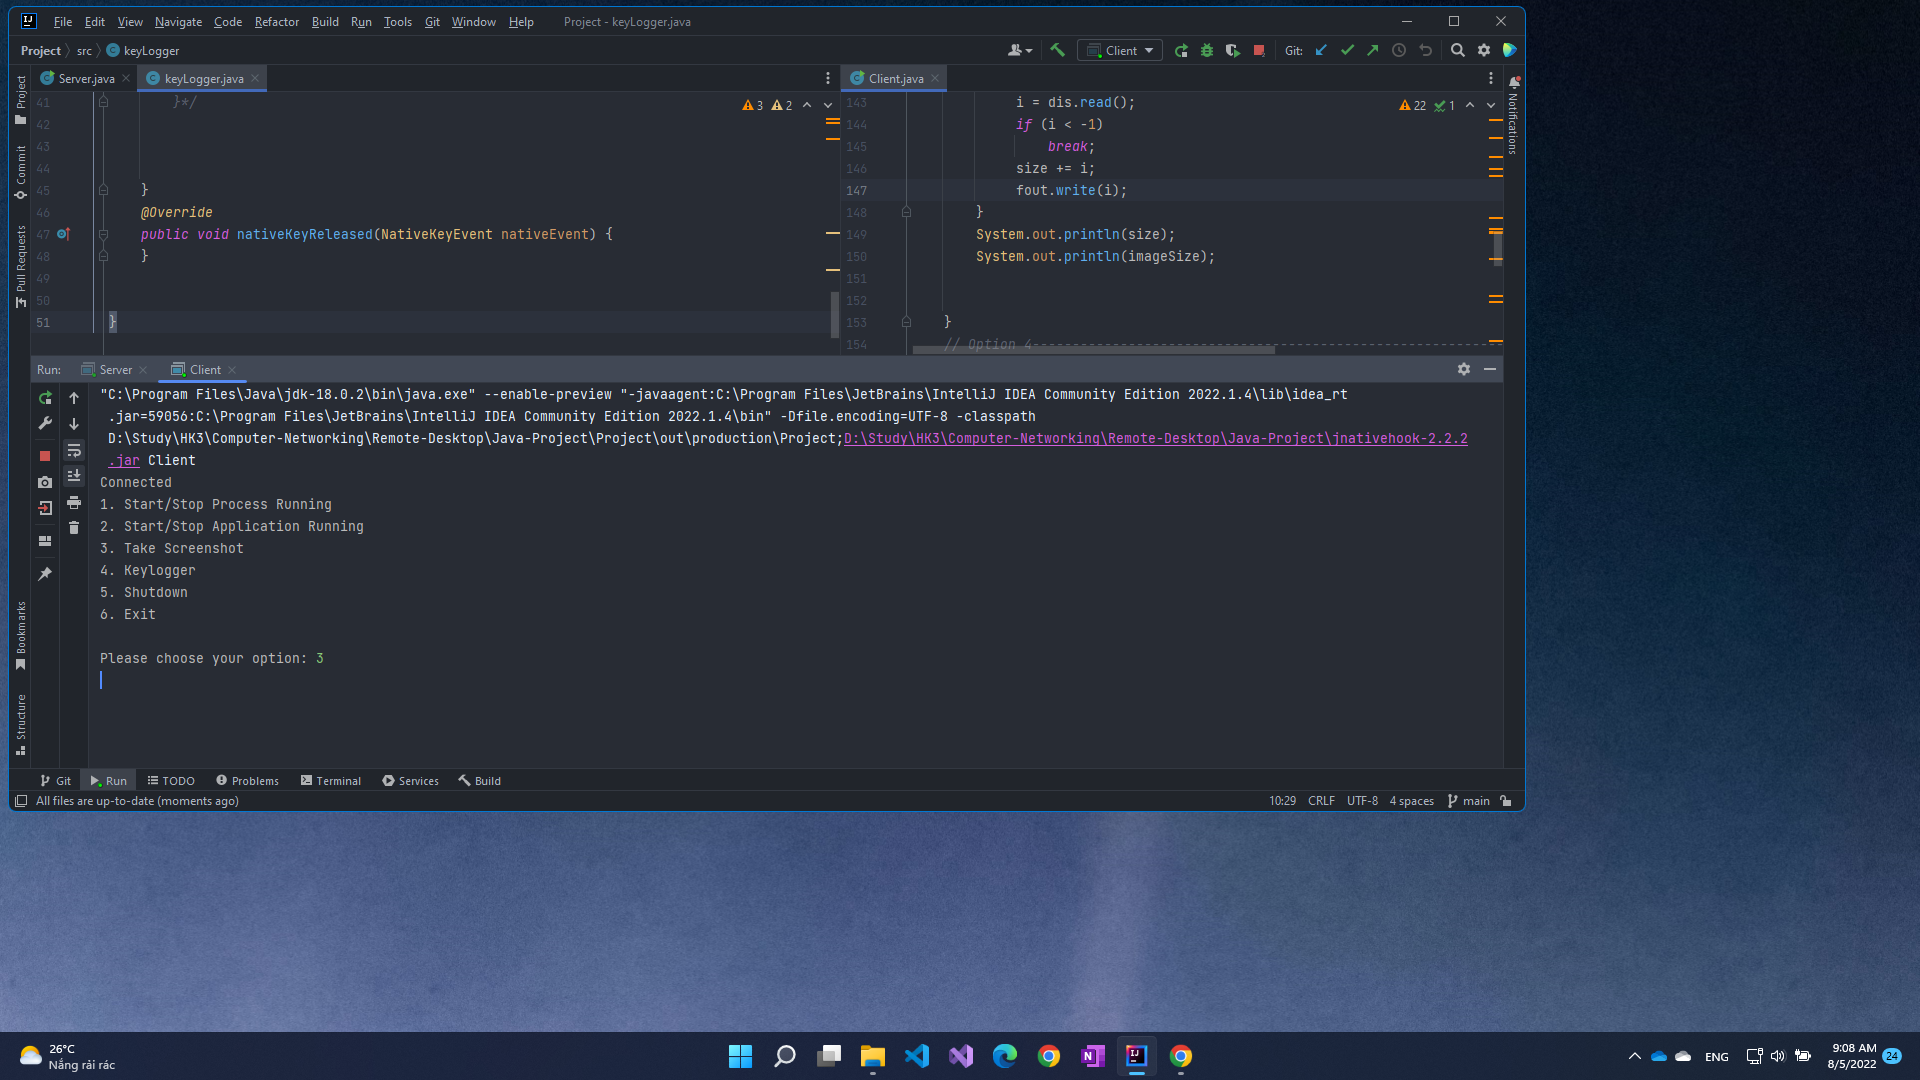 File Edit View Navigate Code Refactor Build Run Tools Git Window Help Project - keyLogger.java
Project src keyLogger
Client Git:
Server.java keyLogger.java
Client.java
Project
Commit
Pull Requests
Bookmarks
Structure
Notifications
3 2
41 }*/
42
43
44
45 }
46 @Override
47 public void nativeKeyReleased(NativeKeyEvent nativeEvent) {
48 }
49
50
51 }
22 1
143 i = dis.read();
144 if (i < -1)
145 break;
146 size += i;
147 fout.write(i);
148 }
149 System.out.println(size);
150 System.out.println(imageSize);
151
152
153 }
154 // Option 4-----------------------------------------------------------
Run: Server Client
"C:\Program Files\Java\jdk-18.0.2\bin\java.exe" --enable-preview "-javaagent:C:\Program Files\JetBrains\IntelliJ IDEA Community Edition 2022.1.4\lib\idea_rt
.jar=59056:C:\Program Files\JetBrains\IntelliJ IDEA Community Edition 2022.1.4\bin" -Dfile.encoding=UTF-8 -classpath
D:\Study\HK3\Computer-Networking\Remote-Desktop\Java-Project\Project\out\production\Project;D:\Study\HK3\Computer-Networking\Remote-Desktop\Java-Project\jnativehook-2.2.2
.jar Client
Connected
1. Start/Stop Process Running
2. Start/Stop Application Running
3. Take Screenshot
4. Keylogger
5. Shutdown
6. Exit
Please choose your option: 3
Git Run TODO Problems Terminal Services Build
All files are up-to-date (moments ago)
10:29 CRLF UTF-8 4 spaces main
26°C
Nắng rải rác
ENG
9:08 AM
8/5/2022
24